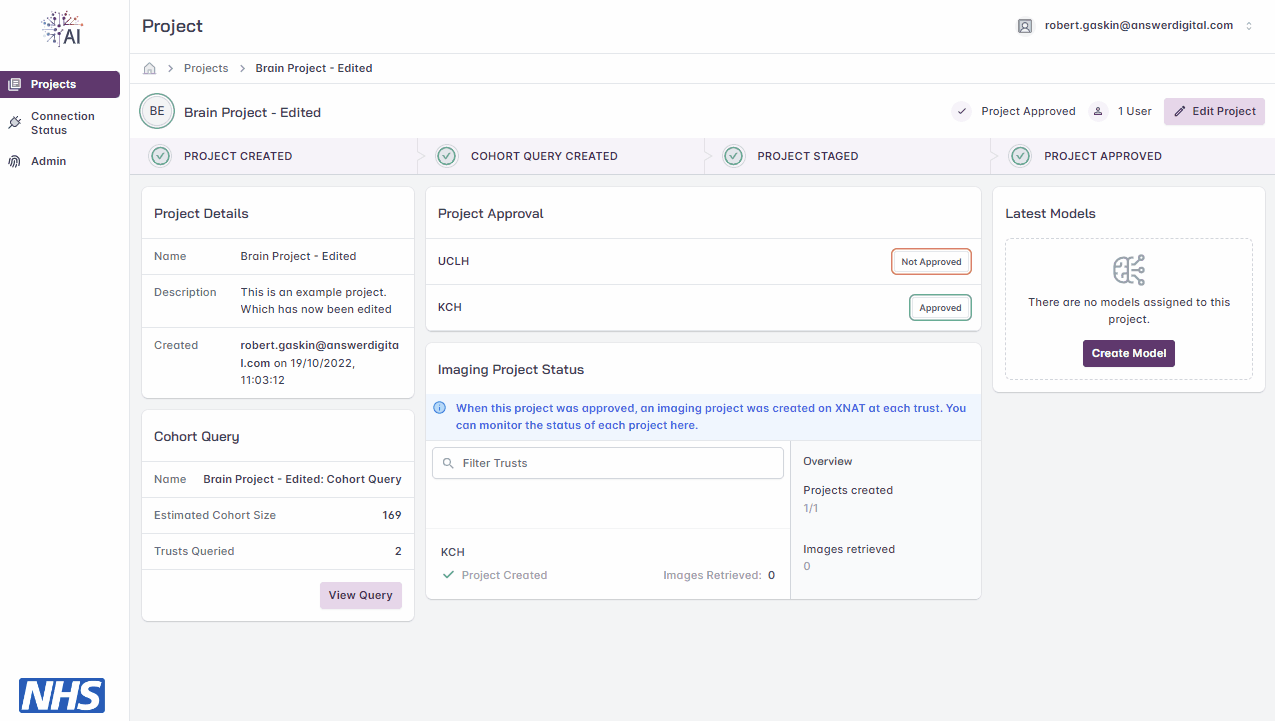 AI
Project
robert.gaskin@answerdigital.com
Projects
Connection
Status
Admin
Projects
Brain Project - Edited
BE
Brain Project - Edited
Project Approved
1 User
Edit Project
PROJECT CREATED
COHORT QUERY CREATED
PROJECT STAGED
PROJECT APPROVED
Project Details
Name
Brain Project - Edited
Description
This is an example project.
Which has now been edited
Created
robert.gaskin@answerdigita
l.com on 19/10/2022,
11:03:12
Cohort Query
Name
Brain Project - Edited: Cohort Query
Estimated Cohort Size
169
Trusts Queried
2
View Query
Project Approval
UCLH
Not Approved
KCH
Approved
Imaging Project Status
When this project was approved, an imaging project was created on XNAT at each trust. You
can monitor the status of each project here.
Filter Trusts
KCH
Project Created
Images Retrieved: 0
Overview
Projects created
1/1
Images retrieved
0
Latest Models
There are no models assigned to this
project.
Create Model
NHS